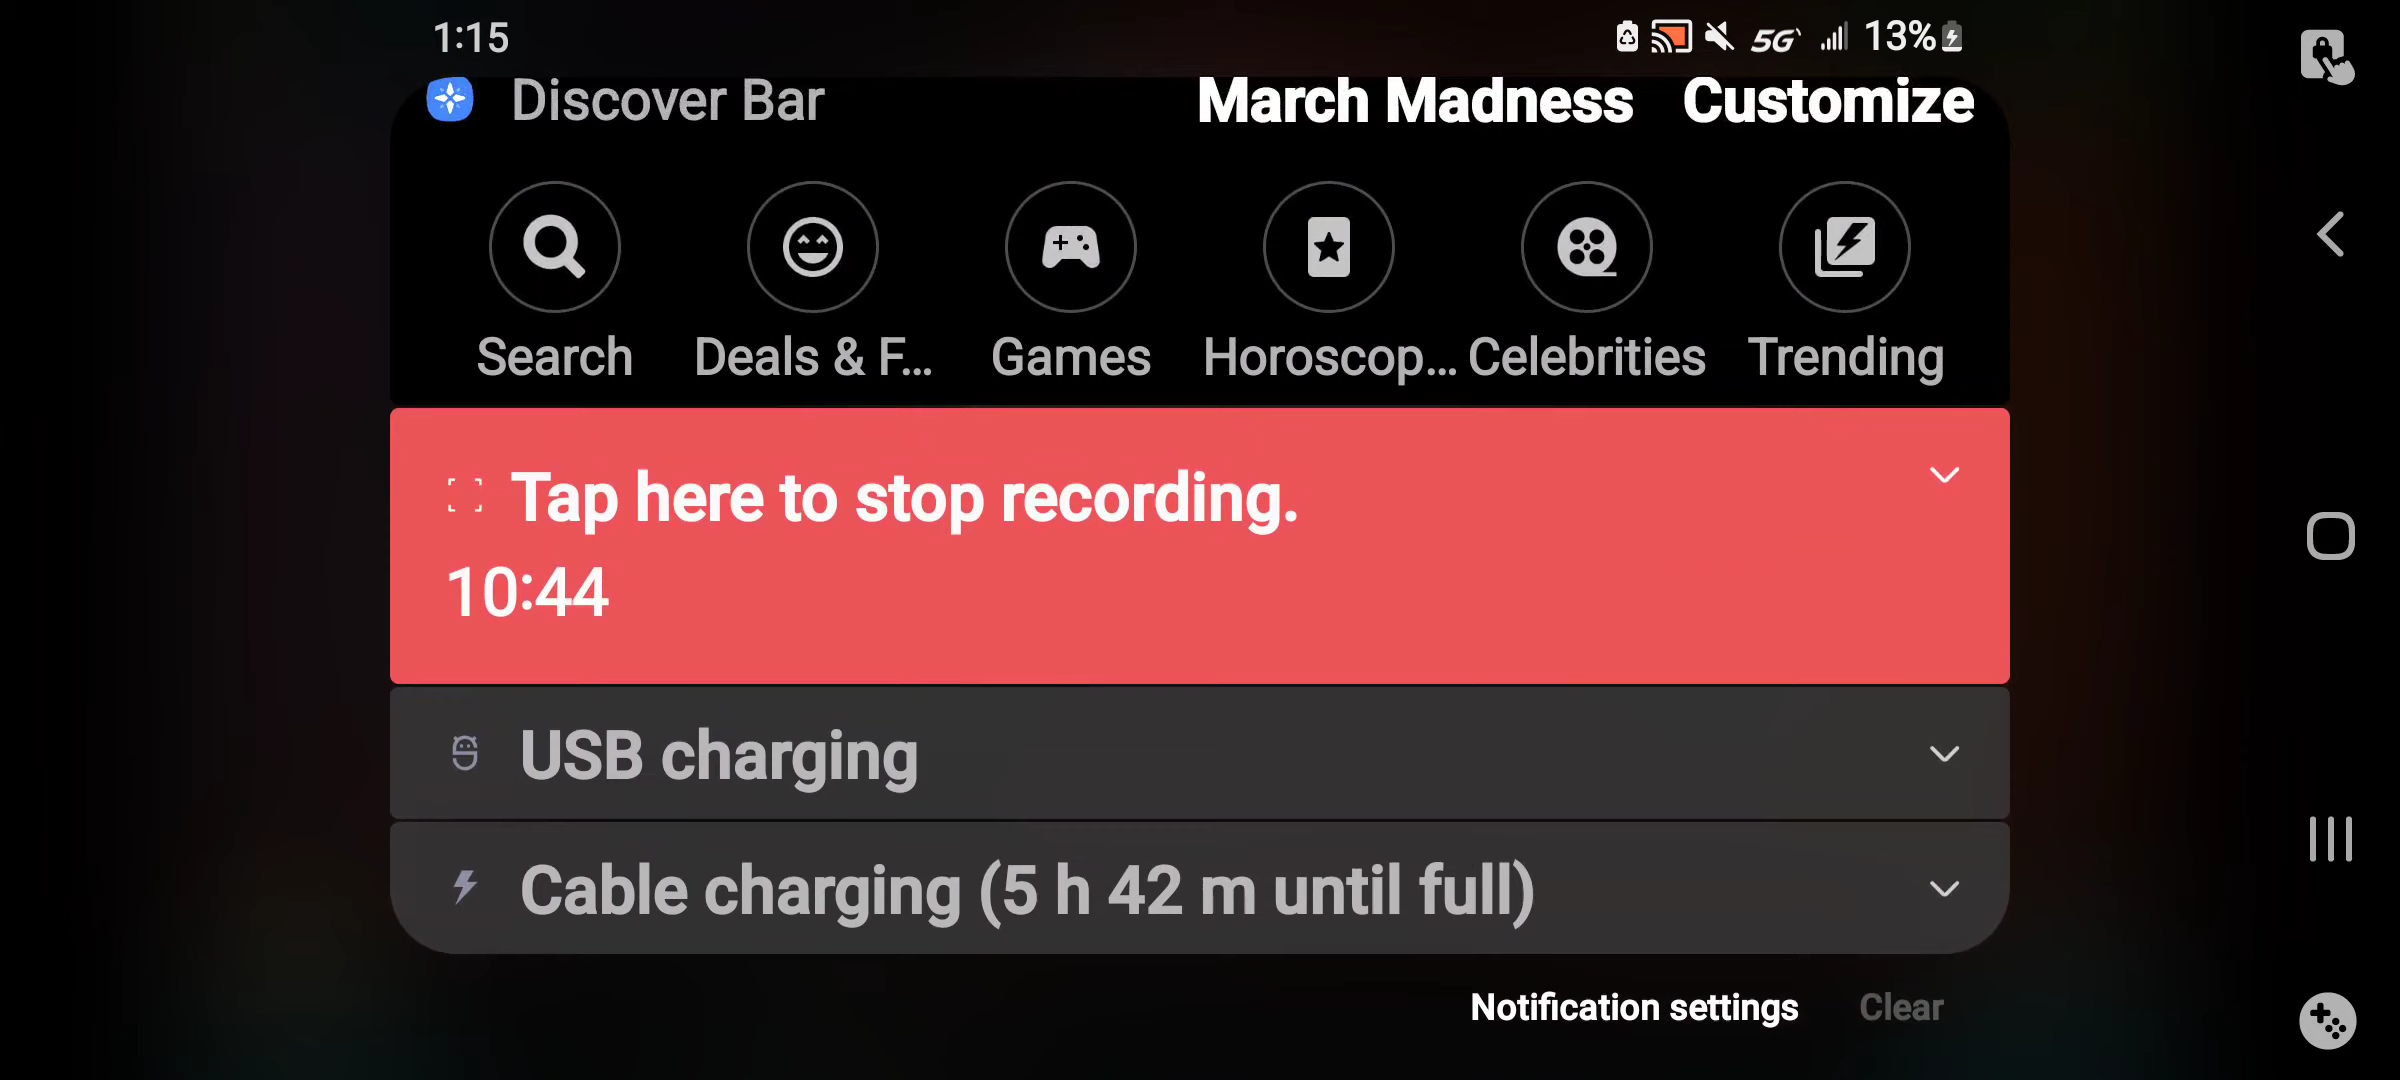 1:15
5G 13%
Discover Bar March Madness Customize
Search Deals & F... Games Horoscop... Celebrities Trending
Tap here to stop recording.
10:44
USB charging
Cable charging (5 h 42 m until full)
Notification settings Clear